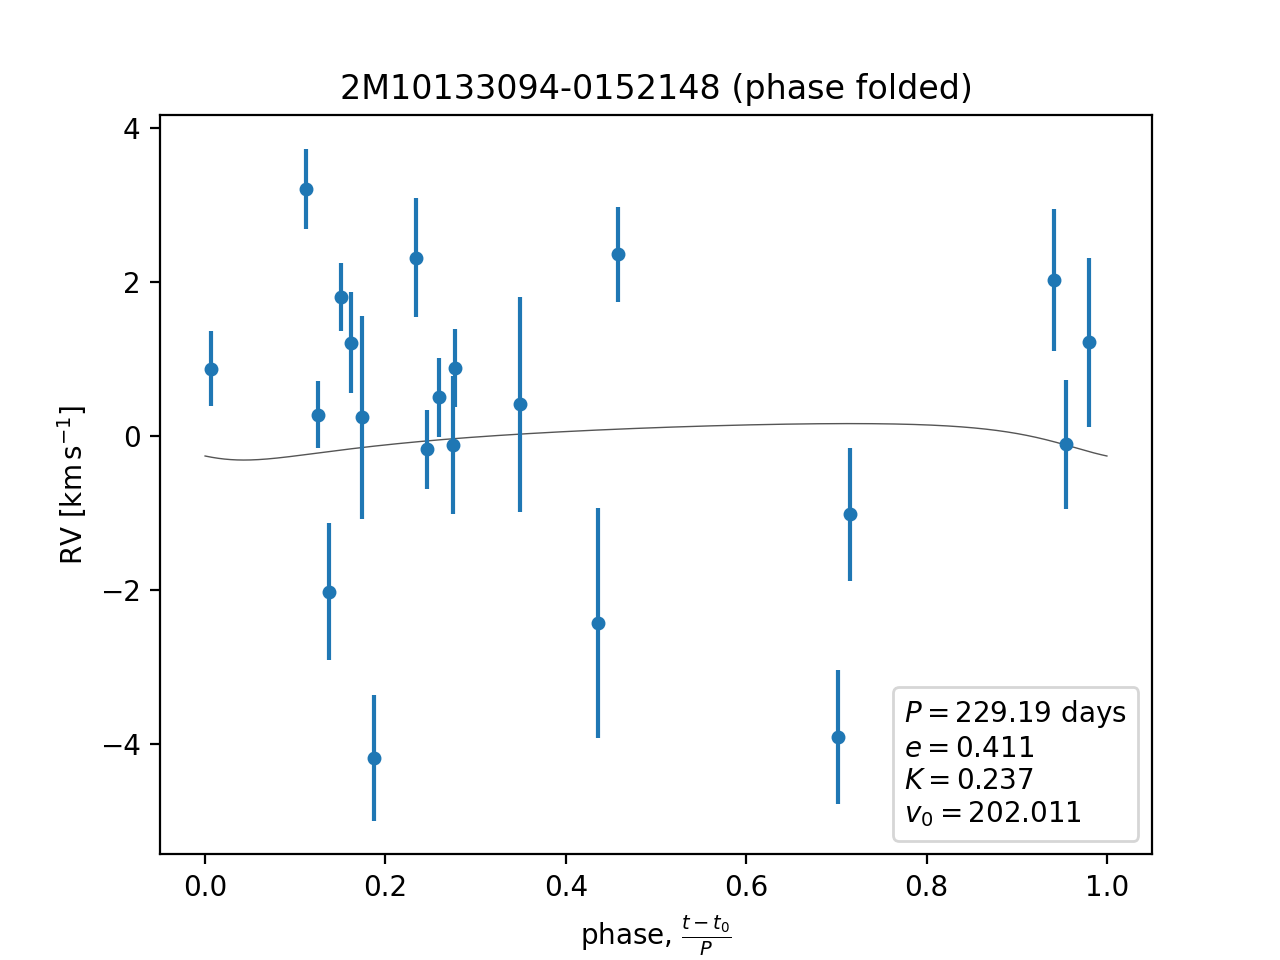 2M10133094-0152148 (phase folded)
4
2
0
−2
−4
RV [km s⁻¹]
P = 229.19 days
e = 0.411
K = 0.237
v₀ = 202.011
0.0 0.2 0.4 0.6 0.8 1.0
phase, (t − t₀)/P